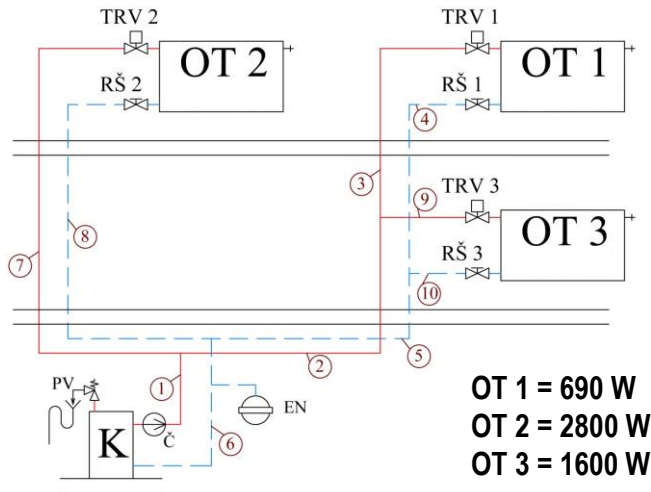 TRV 2
TRV 1
OT 2
OT 1
RŠ 2
RŠ 1
4
3
TRV 3
9
8
OT 3
7
RŠ 3
10
2
5
1
PV
EN
K
Č
6
OT 1 = 690 W
OT 2 = 2800 W
OT 3 = 1600 W